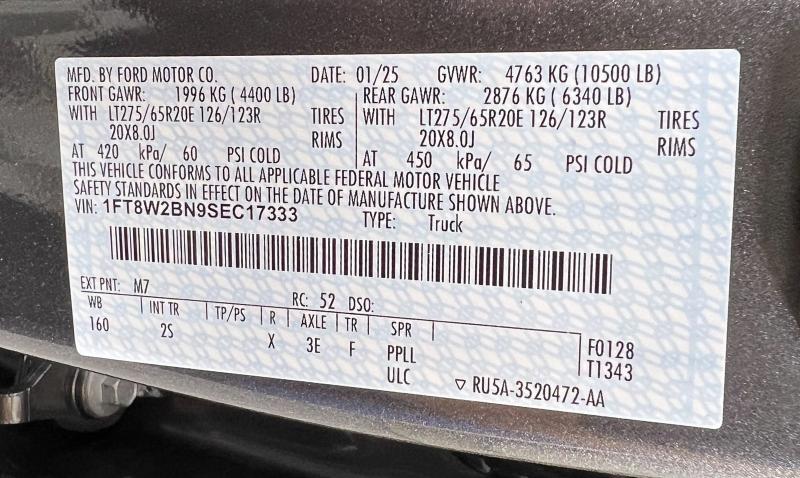 MFD. BY FORD MOTOR CO. DATE: 01/25 GVWR: 4763 KG (10500 LB)
FRONT GAWR: 1996 KG ( 4400 LB) REAR GAWR: 2876 KG ( 6340 LB)
WITH LT275/65R20E 126/123R TIRES WITH LT275/65R20E 126/123R TIRES
20X8.0J RIMS 20X8.0J RIMS
AT 420 kPa/ 60 PSI COLD AT 450 kPa/ 65 PSI COLD
THIS VEHICLE CONFORMS TO ALL APPLICABLE FEDERAL MOTOR VEHICLE
SAFETY STANDARDS IN EFFECT ON THE DATE OF MANUFACTURE SHOWN ABOVE.
VIN: 1FT8W2BN9SEC17333 TYPE: Truck
EXT PNT: M7 RC: 52 DSO:
WB INT TR TP/PS R AXLE TR SPR
160 2S X 3E F PPLL F0128
ULC T1343
▽ RU5A-3520472-AA